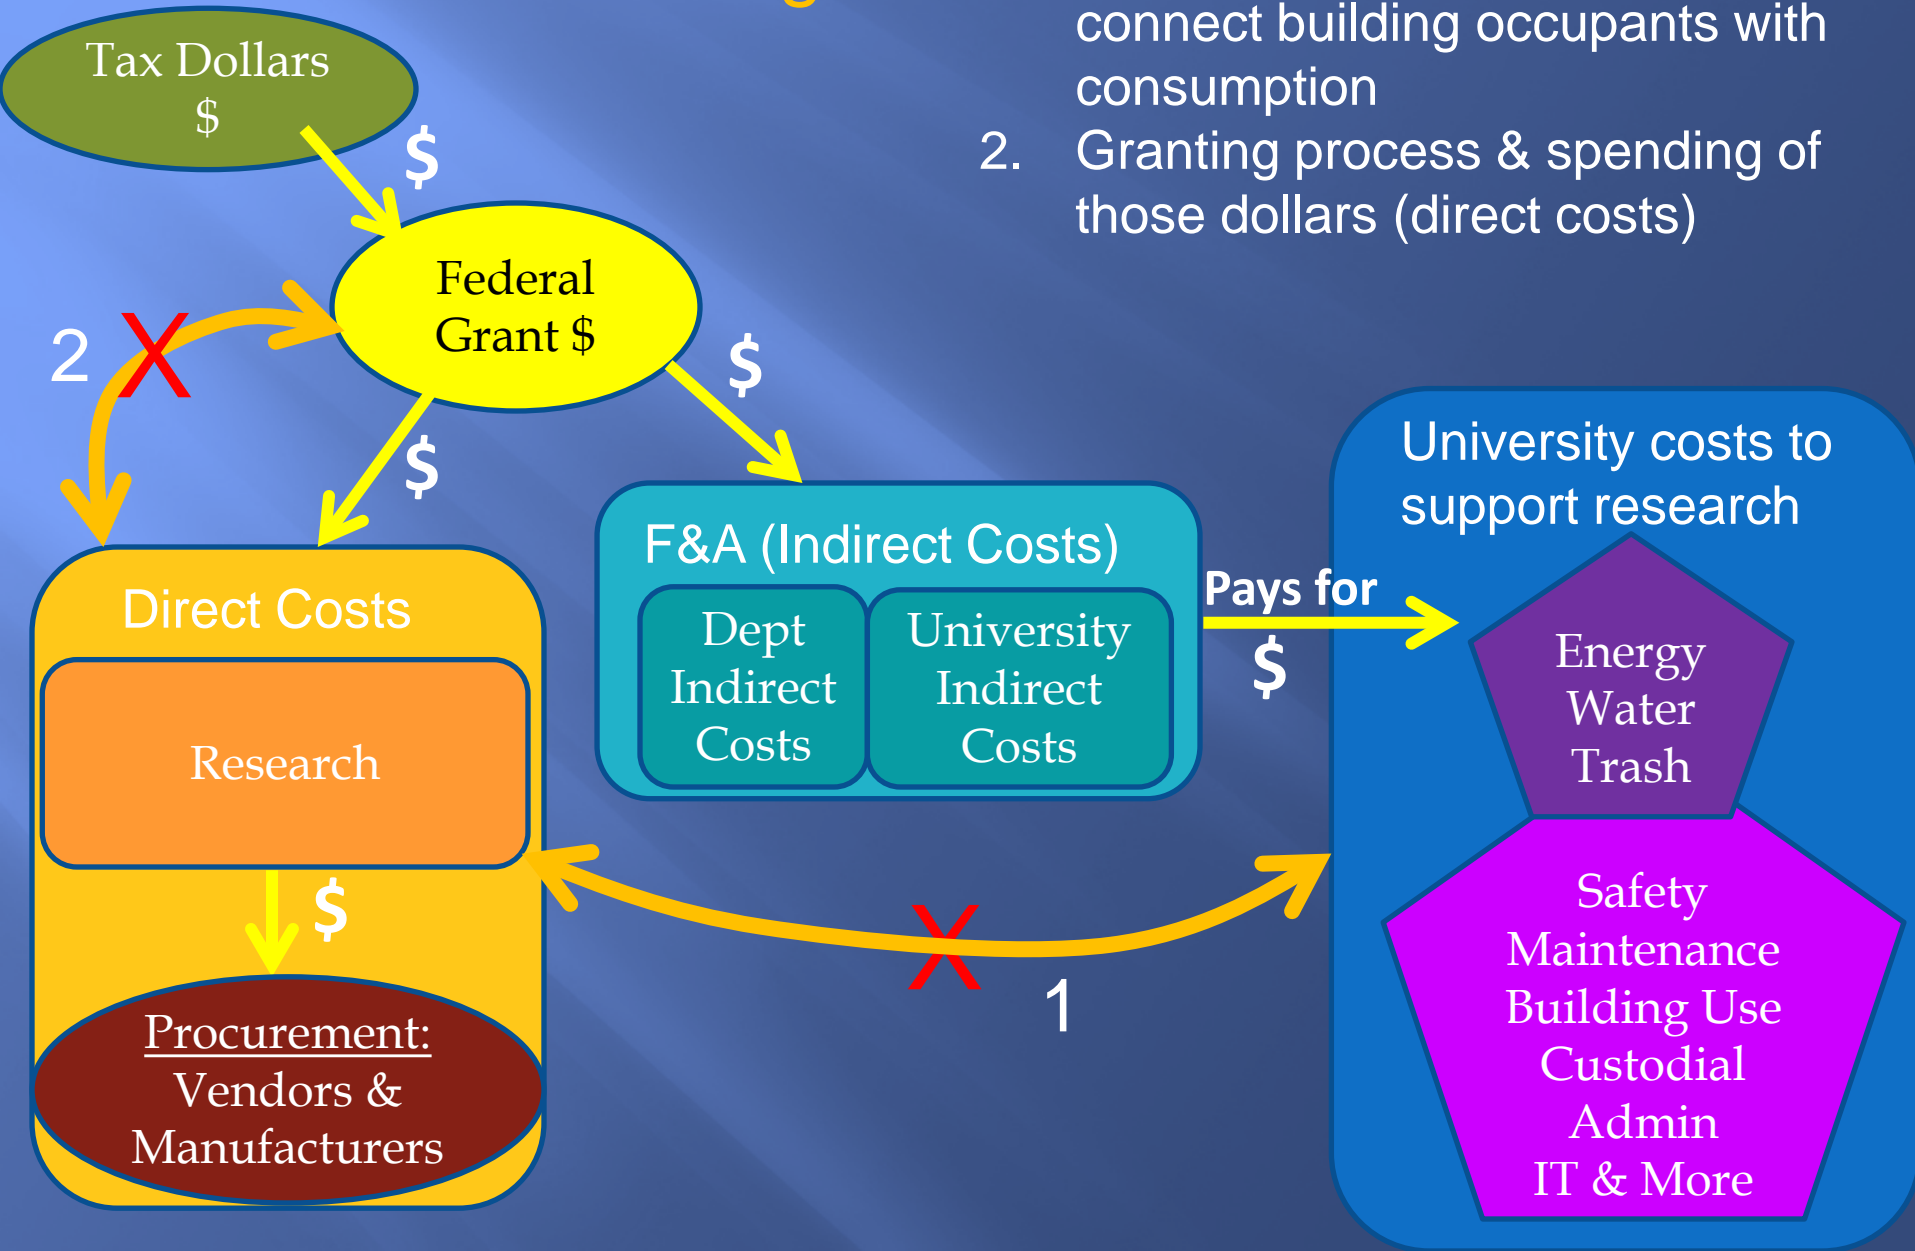 connect building occupants with
consumption
2. Granting process & spending of
those dollars (direct costs)
Tax Dollars
$
$
Federal
Grant $
2
X
$
$
University costs to
support research
F&A (Indirect Costs)
Direct Costs
Pays for
$
Dept
Indirect
Costs
University
Indirect
Costs
Energy
Water
Trash
Research
$
X
1
Safety
Maintenance
Building Use
Custodial
Admin
IT & More
Procurement:
Vendors &
Manufacturers